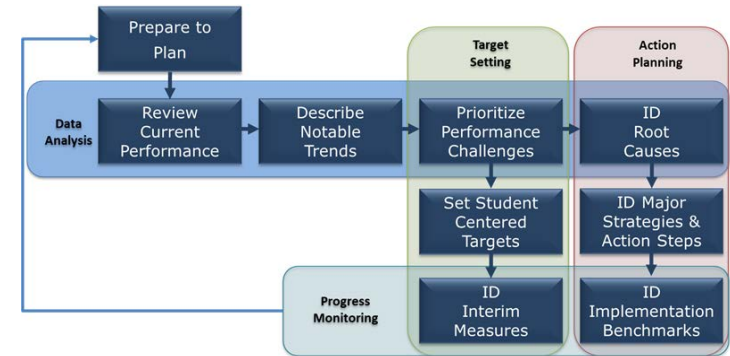 Prepare to
Plan
Target
Setting
Action
Planning
Data
Analysis
Review
Current
Performance
Describe
Notable
Trends
Prioritize
Performance
Challenges
ID
Root
Causes
Set Student
Centered
Targets
ID Major
Strategies &
Action Steps
Progress
Monitoring
ID
Interim
Measures
ID
Implementation
Benchmarks